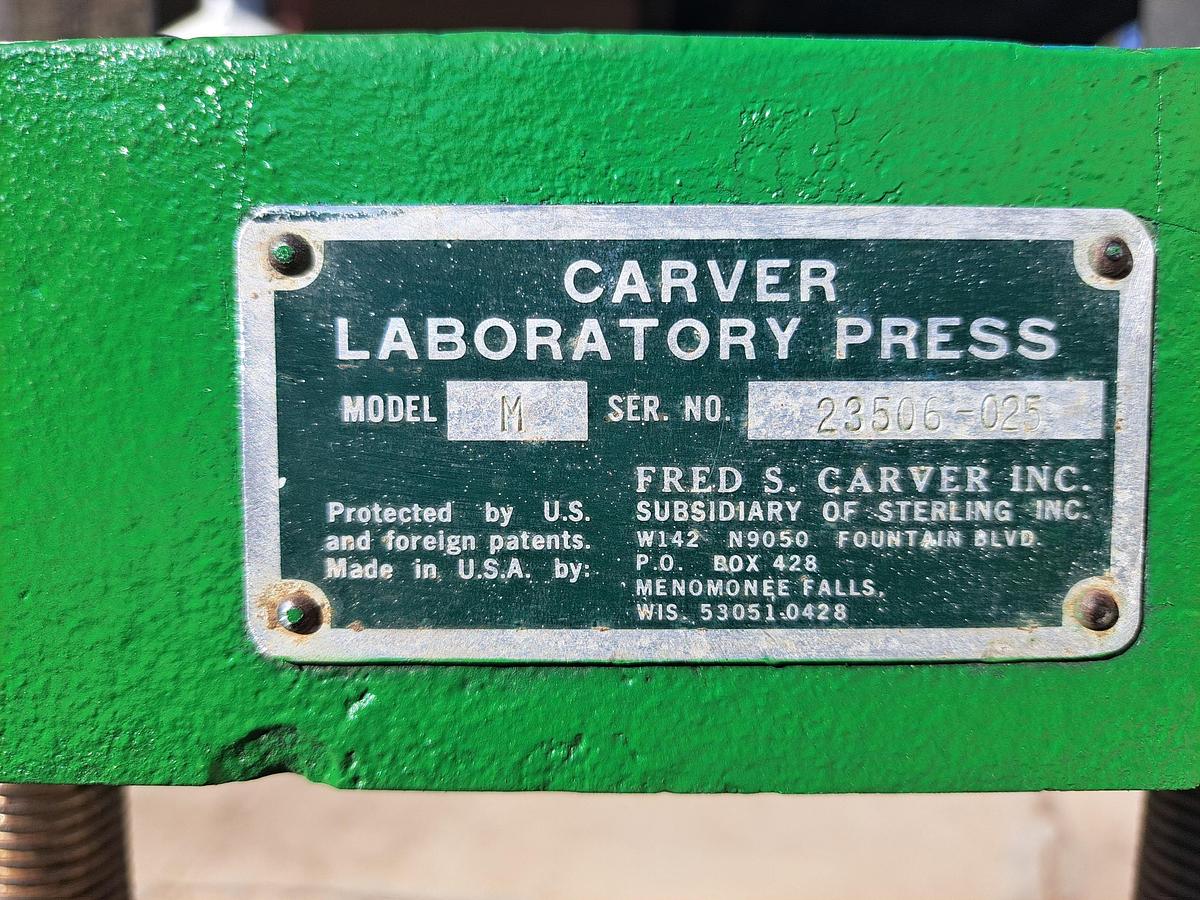 CARVER
LABORATORY PRESS
MODEL M SER. NO. 23506-025
Protected by U.S.
and foreign patents.
Made in U.S.A. by:
FRED S. CARVER INC.
SUBSIDIARY OF STERLING INC.
W142 N9050 FOUNTAIN BLVD.
P.O. BOX 428
MENOMONEE FALLS,
WIS. 53051-0428